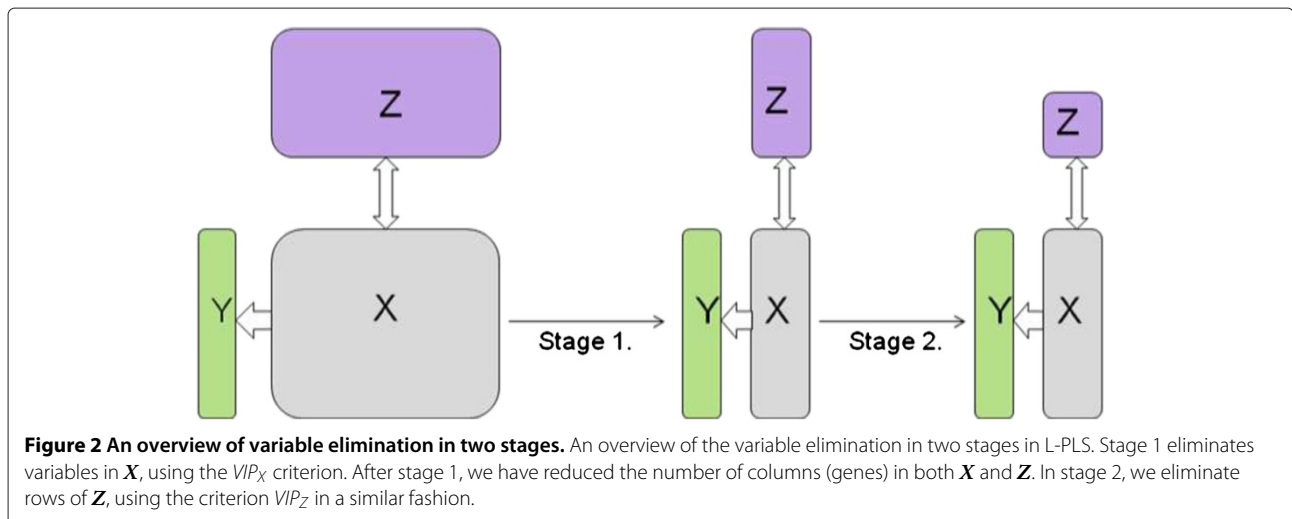 Z
Z
Z
Y
X
Stage 1.
Y
X
Stage 2.
Y
X
Figure 2 An overview of variable elimination in two stages. An overview of the variable elimination in two stages in L-PLS. Stage 1 eliminates
variables in X, using the VIPX criterion. After stage 1, we have reduced the number of columns (genes) in both X and Z. In stage 2, we eliminate
rows of Z, using the criterion VIPZ in a similar fashion.